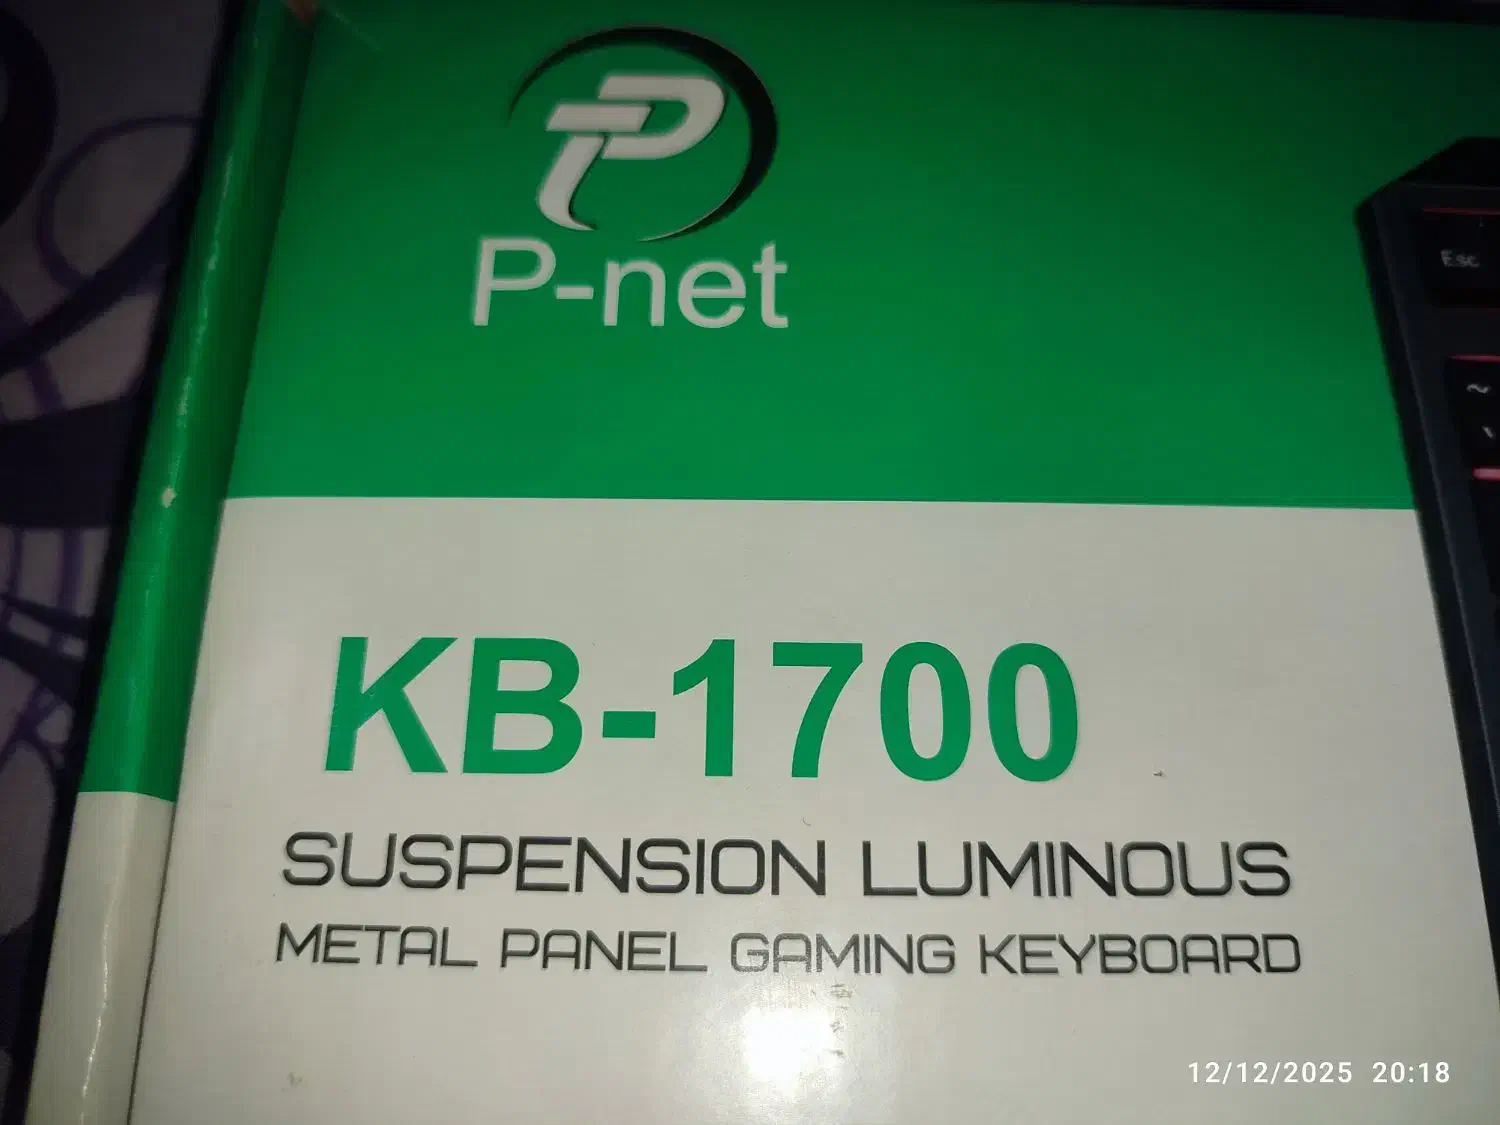 P-net
KB-1700
SUSPENSION LUMINOUS
METAL PANEL GAMING KEYBOARD
Esc
~
12/12/2025 20:18